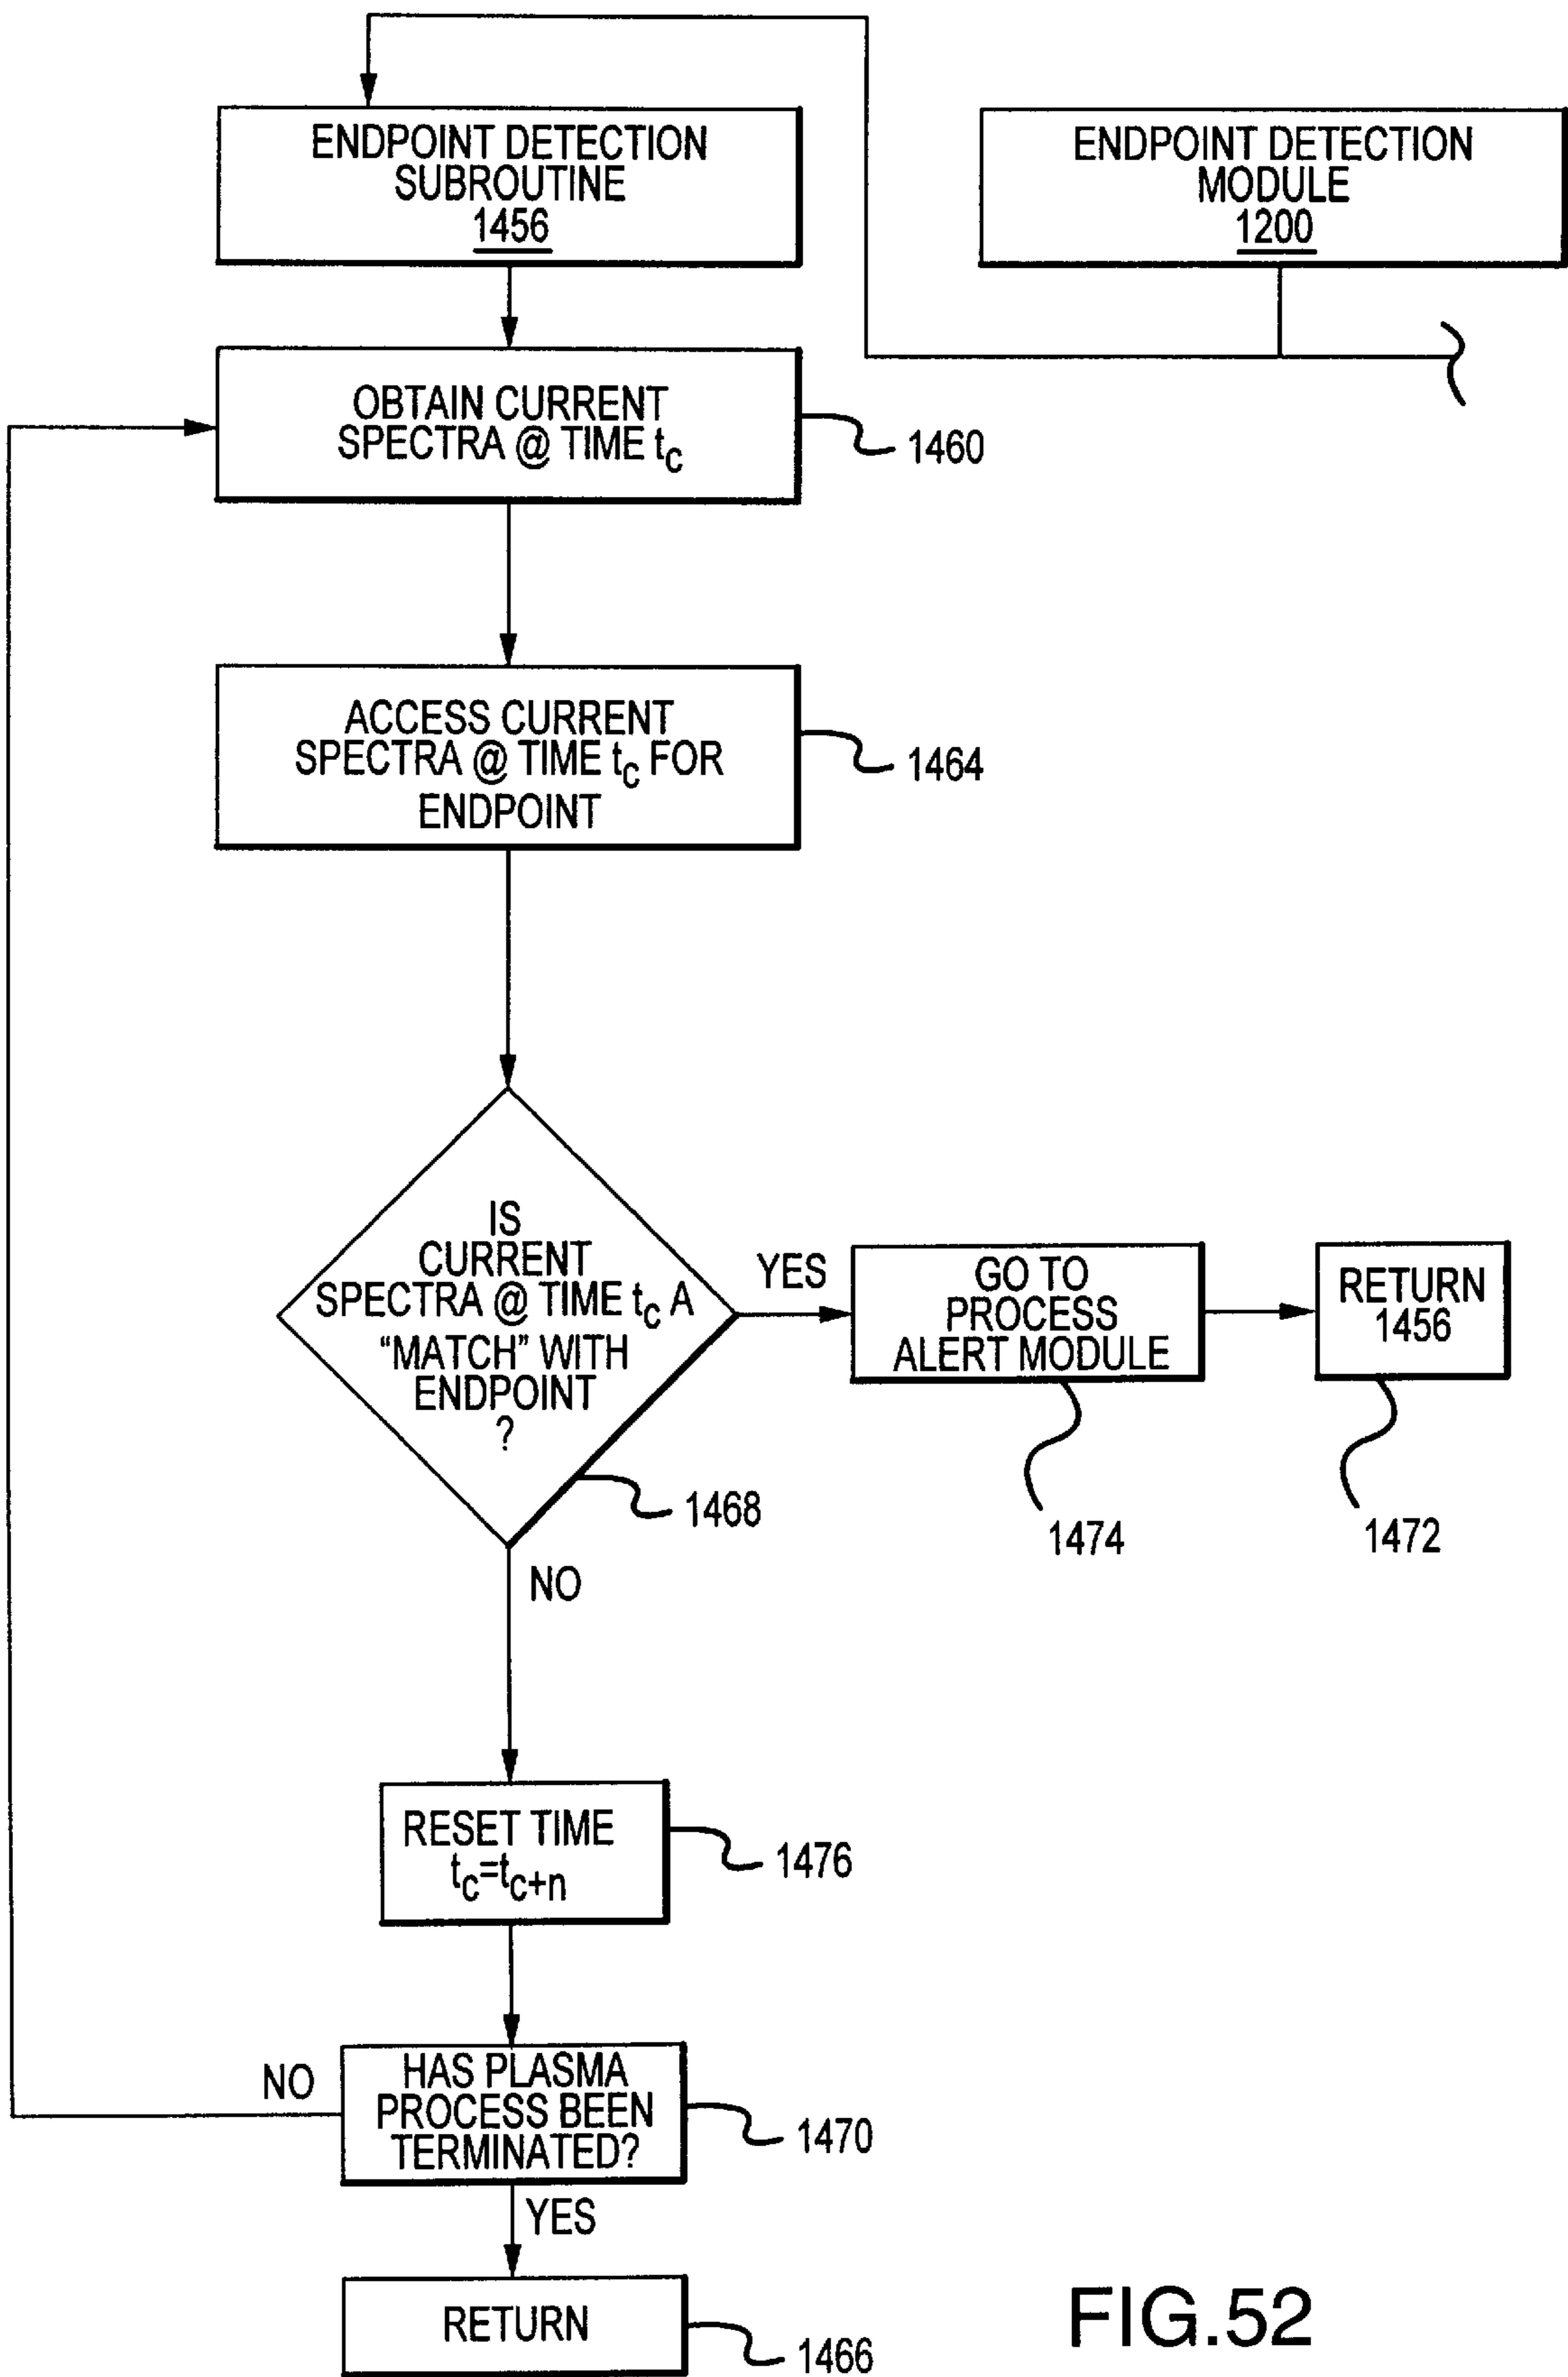 ENDPOINT DETECTION
SUBROUTINE
1456
ENDPOINT DETECTION
MODULE
1200
OBTAIN CURRENT
SPECTRA @ TIME tc
1460
ACCESS CURRENT
SPECTRA @ TIME tc FOR
ENDPOINT
1464
IS
CURRENT
SPECTRA @ TIME tc A
“MATCH” WITH
ENDPOINT
?
1468
YES
GO TO
PROCESS
ALERT MODULE
1474
RETURN
1456
1472
NO
RESET TIME
tc=tc+n
1476
HAS PLASMA
PROCESS BEEN
TERMINATED?
1470
NO
YES
RETURN
1466
FIG.52